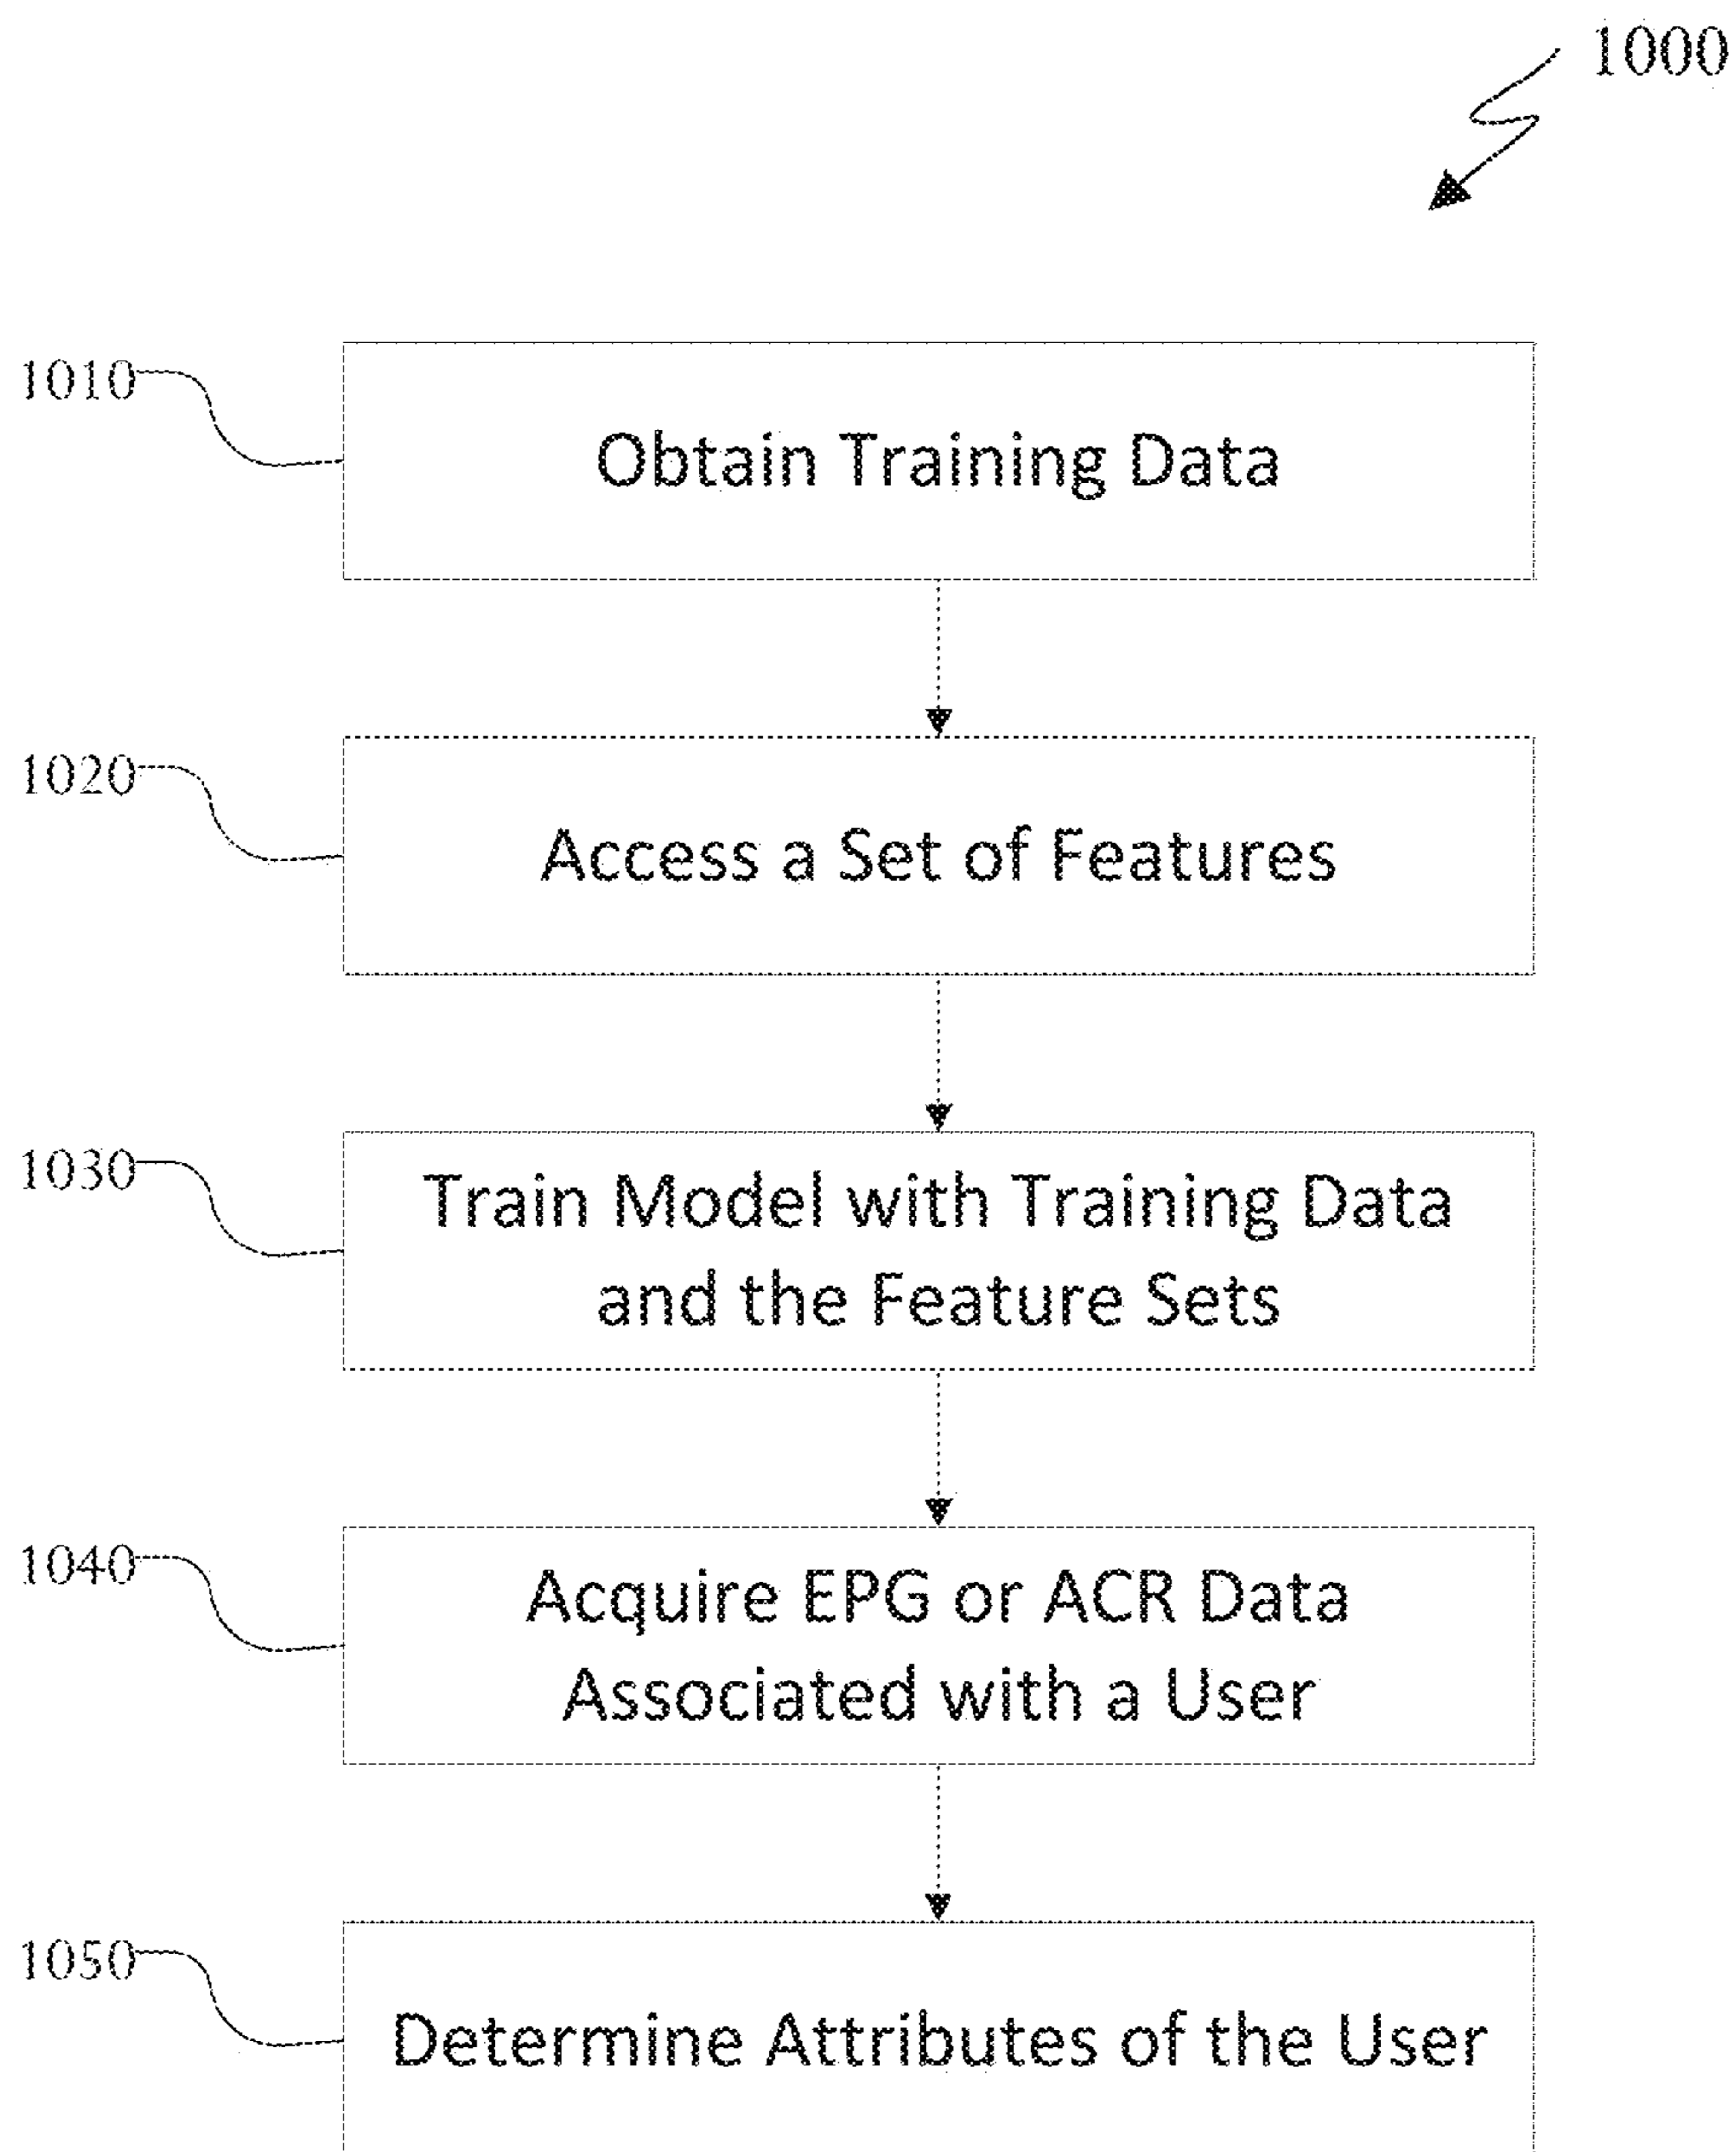 1000
1010
Obtain Training Data
1020
Access a Set of Features
1030
Train Model with Training Data
and the Feature Sets
1040
Acquire EPG or ACR Data
Associated with a User
1050
Determine Attributes of the User